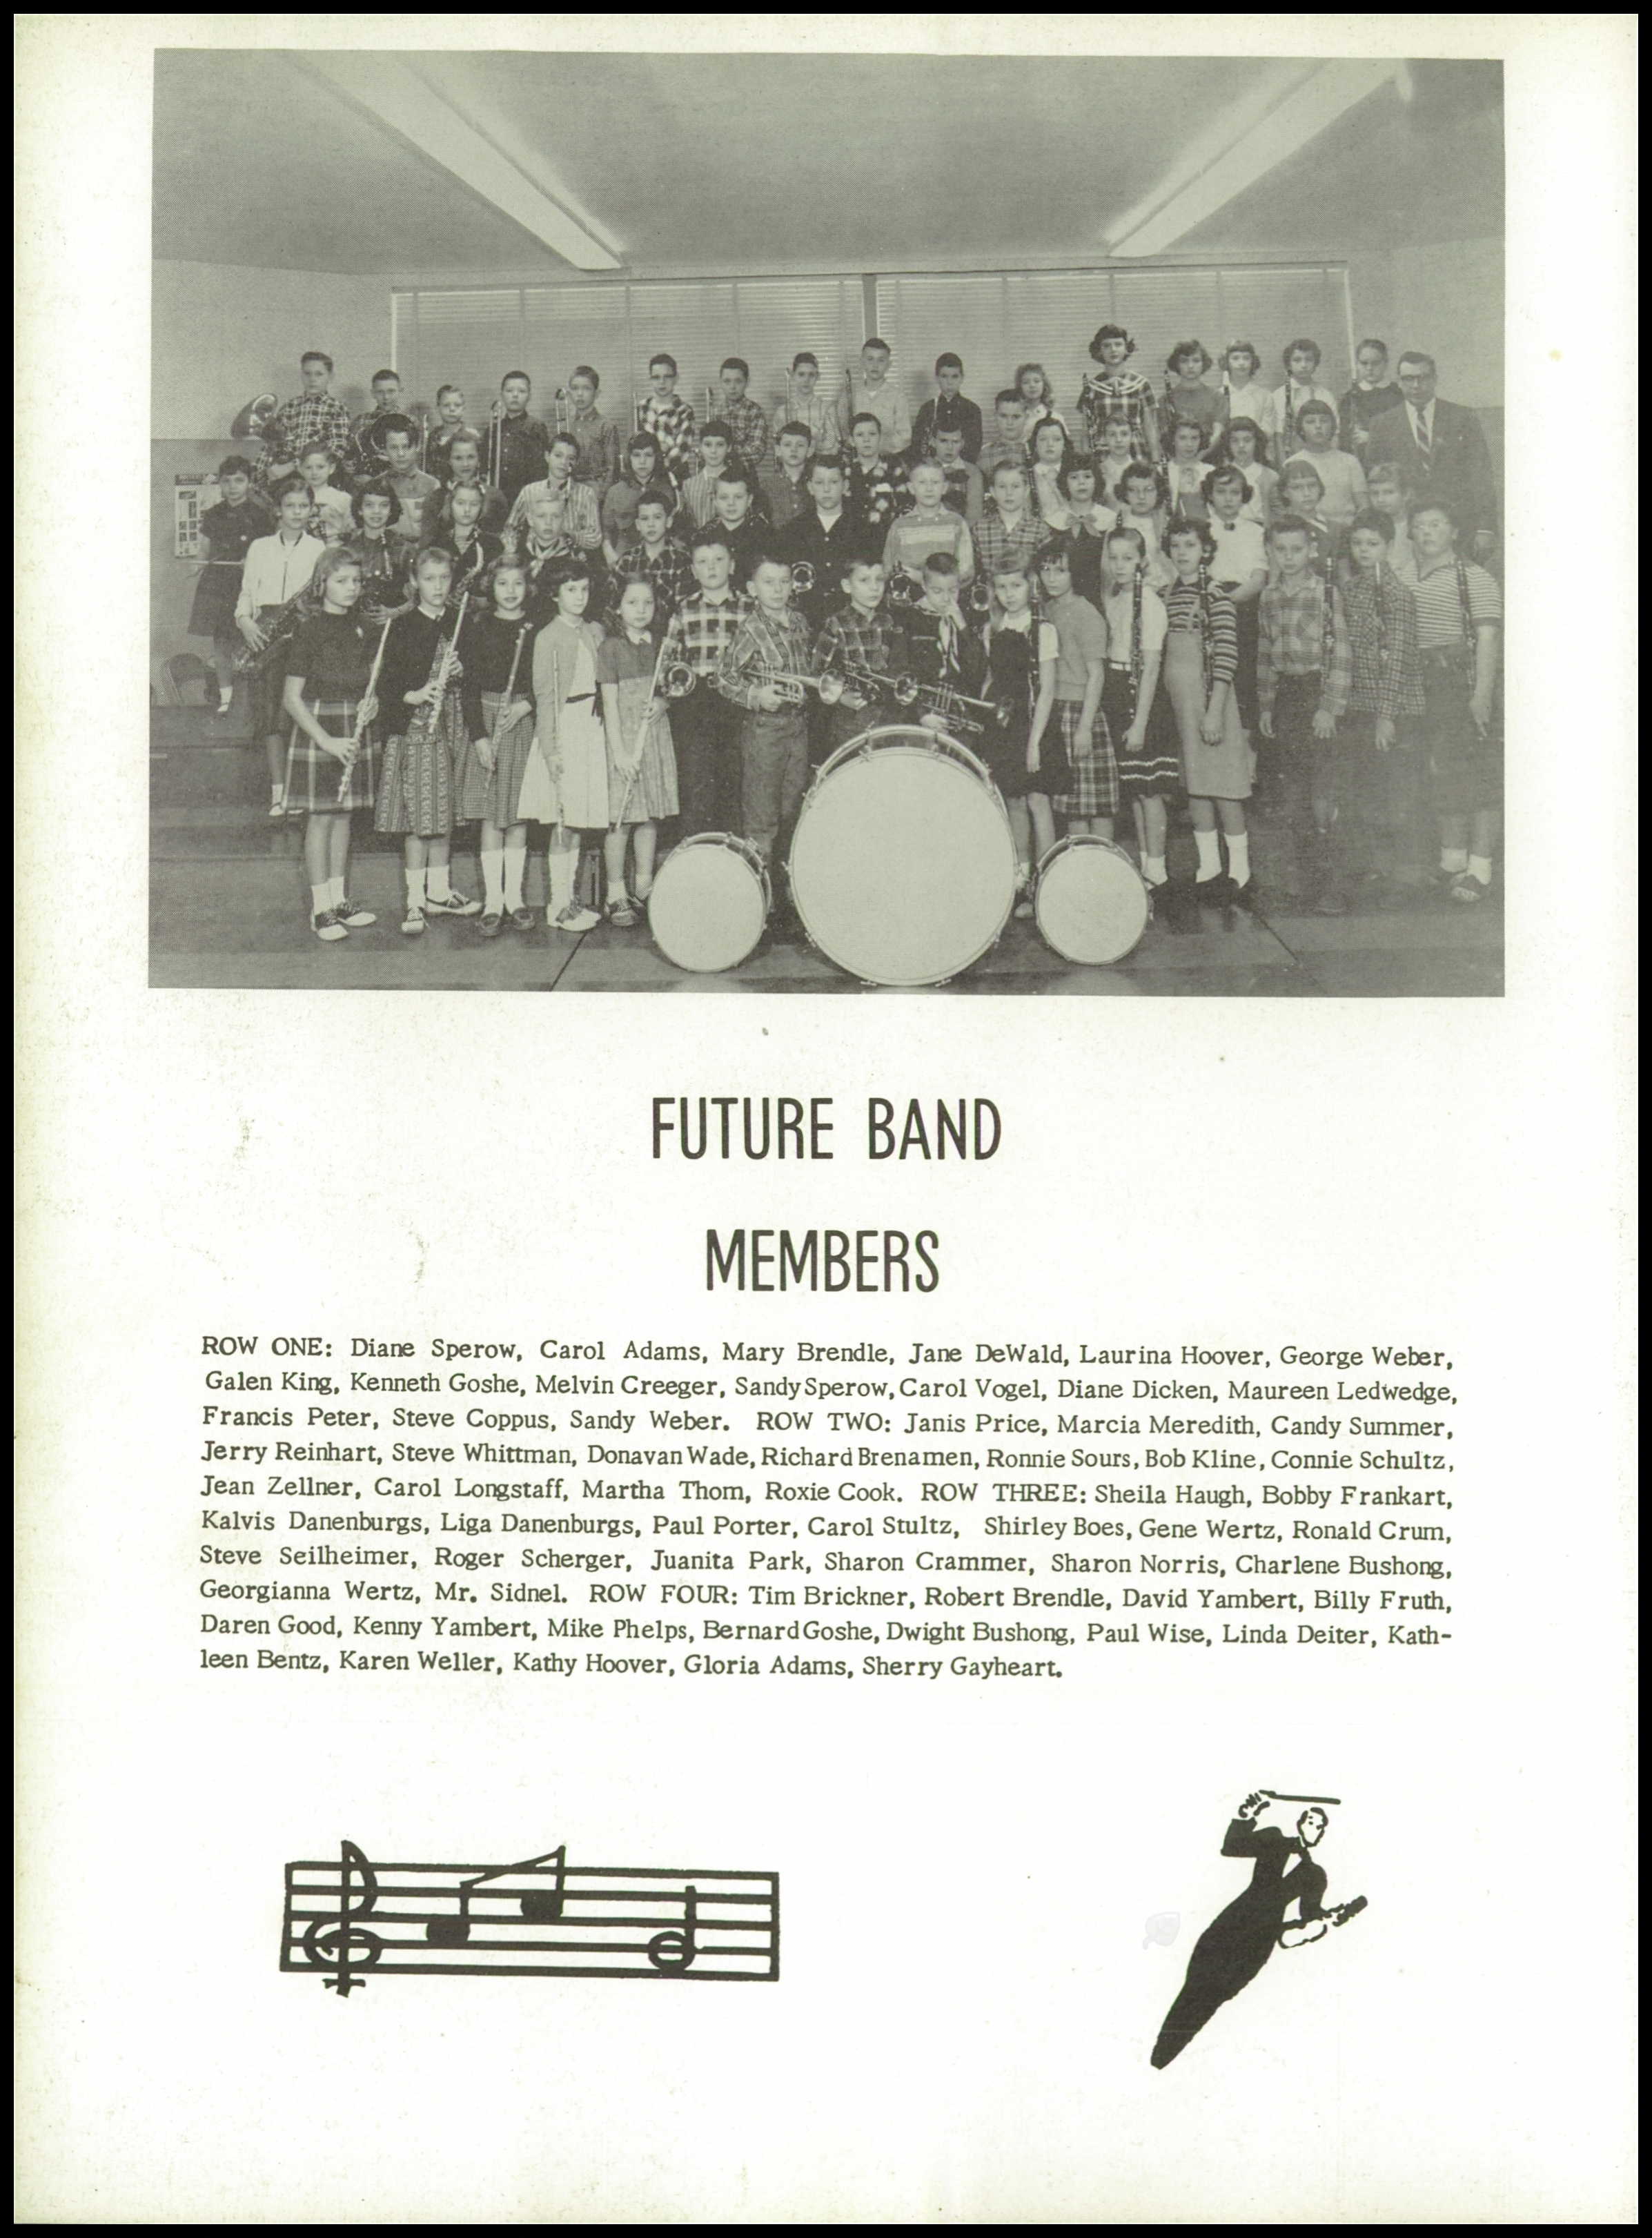 FUTURE BAND
MEMBERS
ROW ONE: Diane Sperow, Carol Adams, Mary Brendle, Jane DeWald, Laurina Hoover, George Weber,
Galen King, Kenneth Goshe, Melvin Creeger, Sandy Sperow, Carol Vogel, Diane Dicken, Maureen Ledwedge,
Francis Peter, Steve Coppus, Sandy Weber. ROW TWO: Janis Price, Marcia Meredith, Candy Summer,
Jerry Reinhart, Steve Whittman, Donavan Wade, Richard Brenamen, Ronnie Sours, Bob Kline, Connie Schultz,
Jean Zellner, Carol Longstaff, Martha Thom, Roxie Cook. ROW THREE: Sheila Haugh, Bobby Frankart,
Kalvis Danenburgs, Liga Danenburgs, Paul Porter, Carol Stultz, Shirley Boes, Gene Wertz, Ronald Crum,
Steve Seilheimer, Roger Scherger, Juanita Park, Sharon Crammer, Sharon Norris, Charlene Bushong,
Georgianna Wertz, Mr. Sidnel. ROW FOUR: Tim Brickner, Robert Brendle, David Yambert, Billy Fruth,
Daren Good, Kenny Yambert, Mike Phelps, Bernard Goshe, Dwight Bushong, Paul Wise, Linda Deiter, Kath-
leen Bentz, Karen Weller, Kathy Hoover, Gloria Adams, Sherry Gayheart.